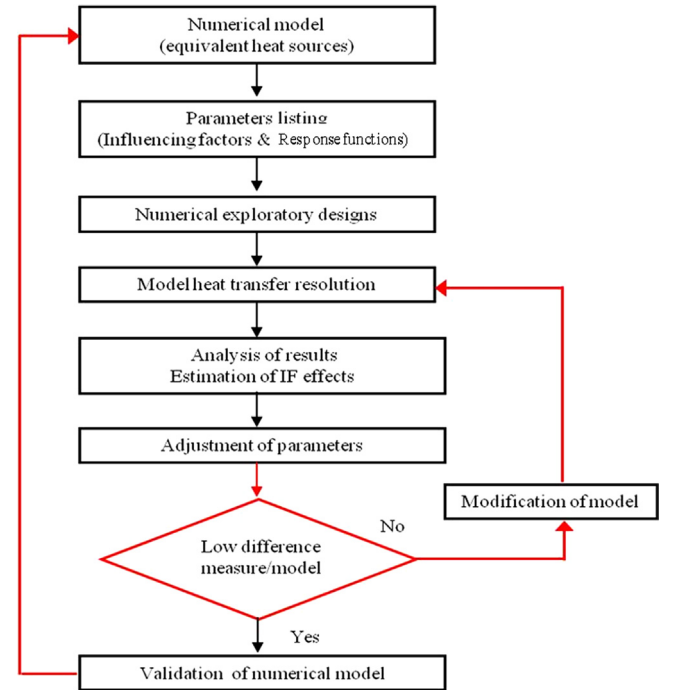 Numerical model
(equivalent heat sources)
Parameters listing
(Influencing factors & Response functions)
Numerical exploratory designs
Model heat transfer resolution
Analysis of results
Estimation of IF effects
Adjustment of parameters
Modification of model
No
Low difference
measure/model
Yes
Validation of numerical model